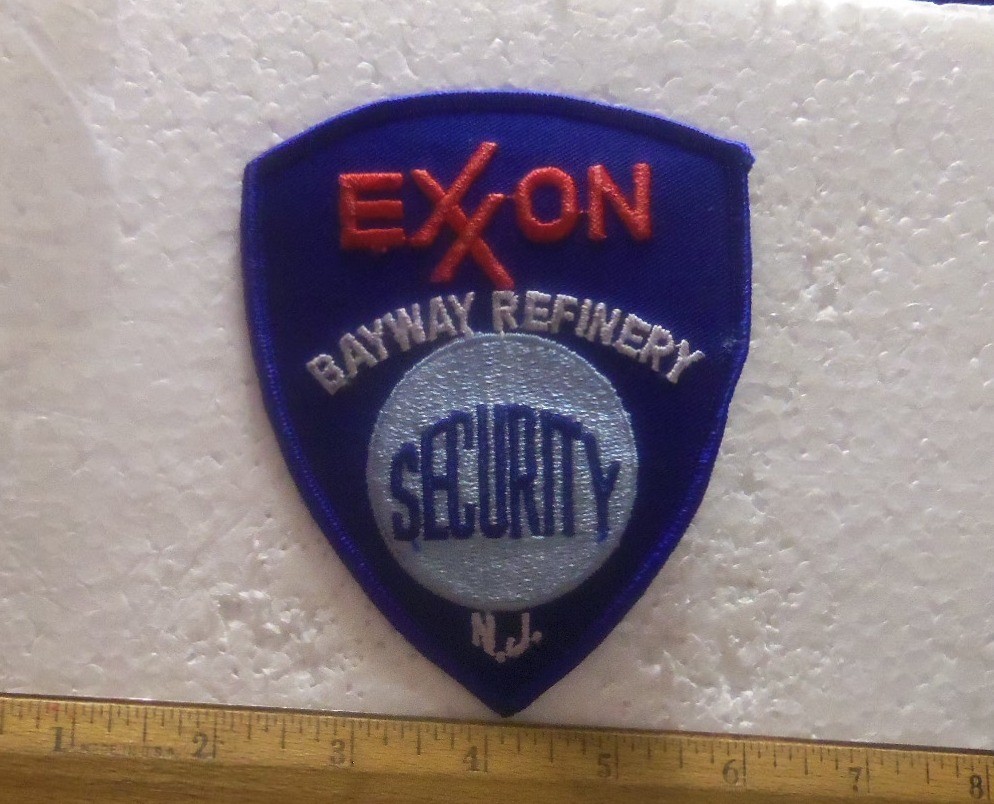 EXXON
BAYWAY REFINERY
SECURITY
N.J.
1 2 3 4 5 6 7 8